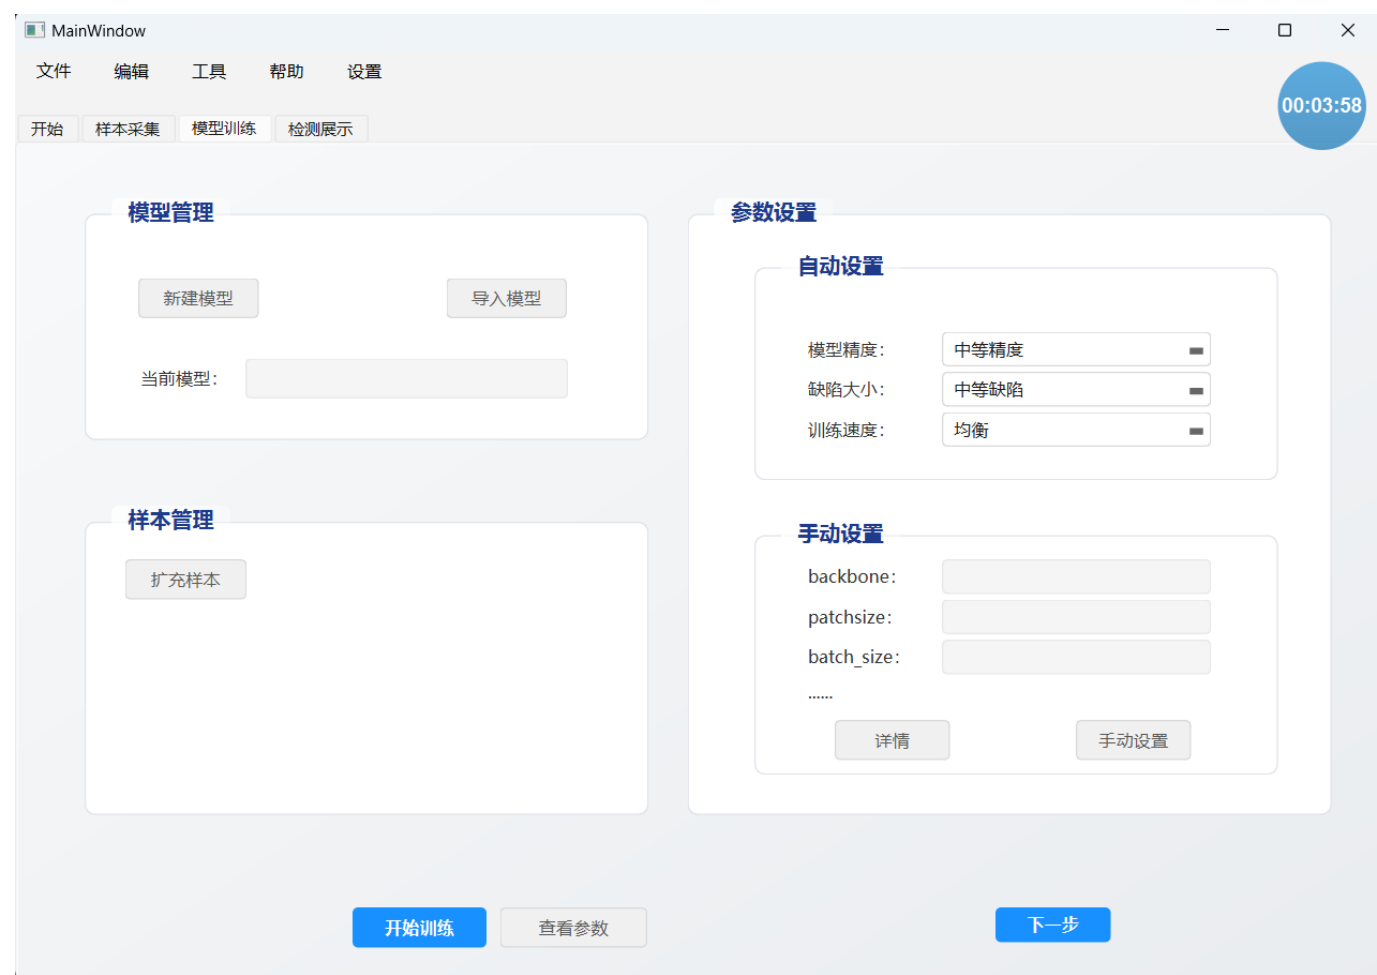 MainWindow
文件 编辑 工具 帮助 设置
00:03:58
开始 样本采集 模型训练 检测展示
模型管理
新建模型 导入模型
当前模型:
样本管理
扩充样本
参数设置
自动设置
模型精度: 中等精度
缺陷大小: 中等缺陷
训练速度: 均衡
手动设置
backbone:
patchsize:
batch_size:
......
详情 手动设置
开始训练 查看参数 下一步